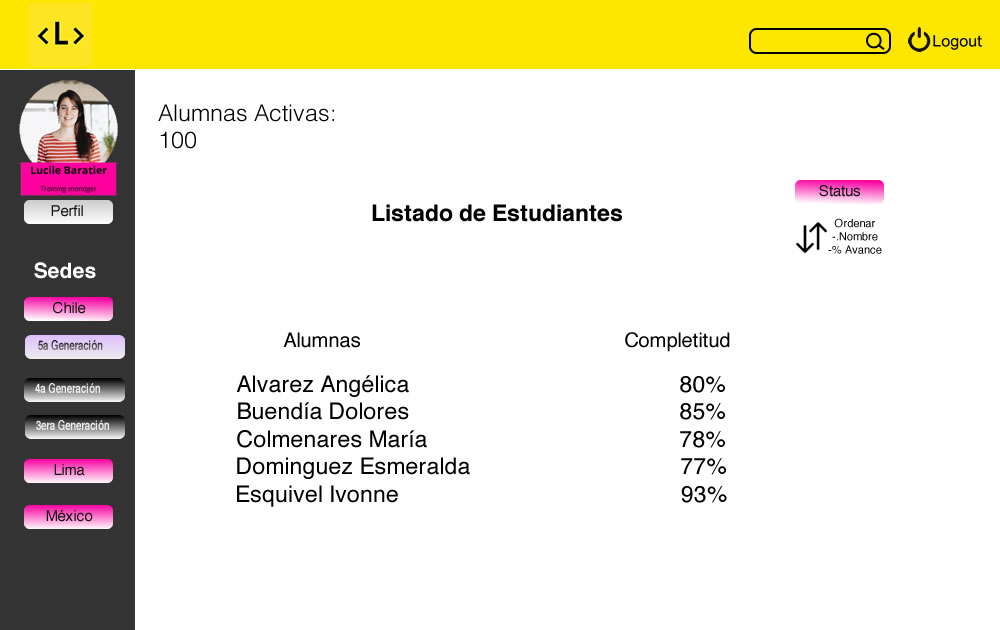 <L>
Logout
Lucile Baratier
Training manager
Perfil
Sedes
Chile
5a Generación
4a Generación
3era Generación
Lima
México
Alumnas Activas:
100
Listado de Estudiantes
Status
Ordenar
-.Nombre
-% Avance
Alumnas Completitud
Alvarez Angélica 80%
Buendía Dolores 85%
Colmenares María 78%
Dominguez Esmeralda 77%
Esquivel Ivonne 93%